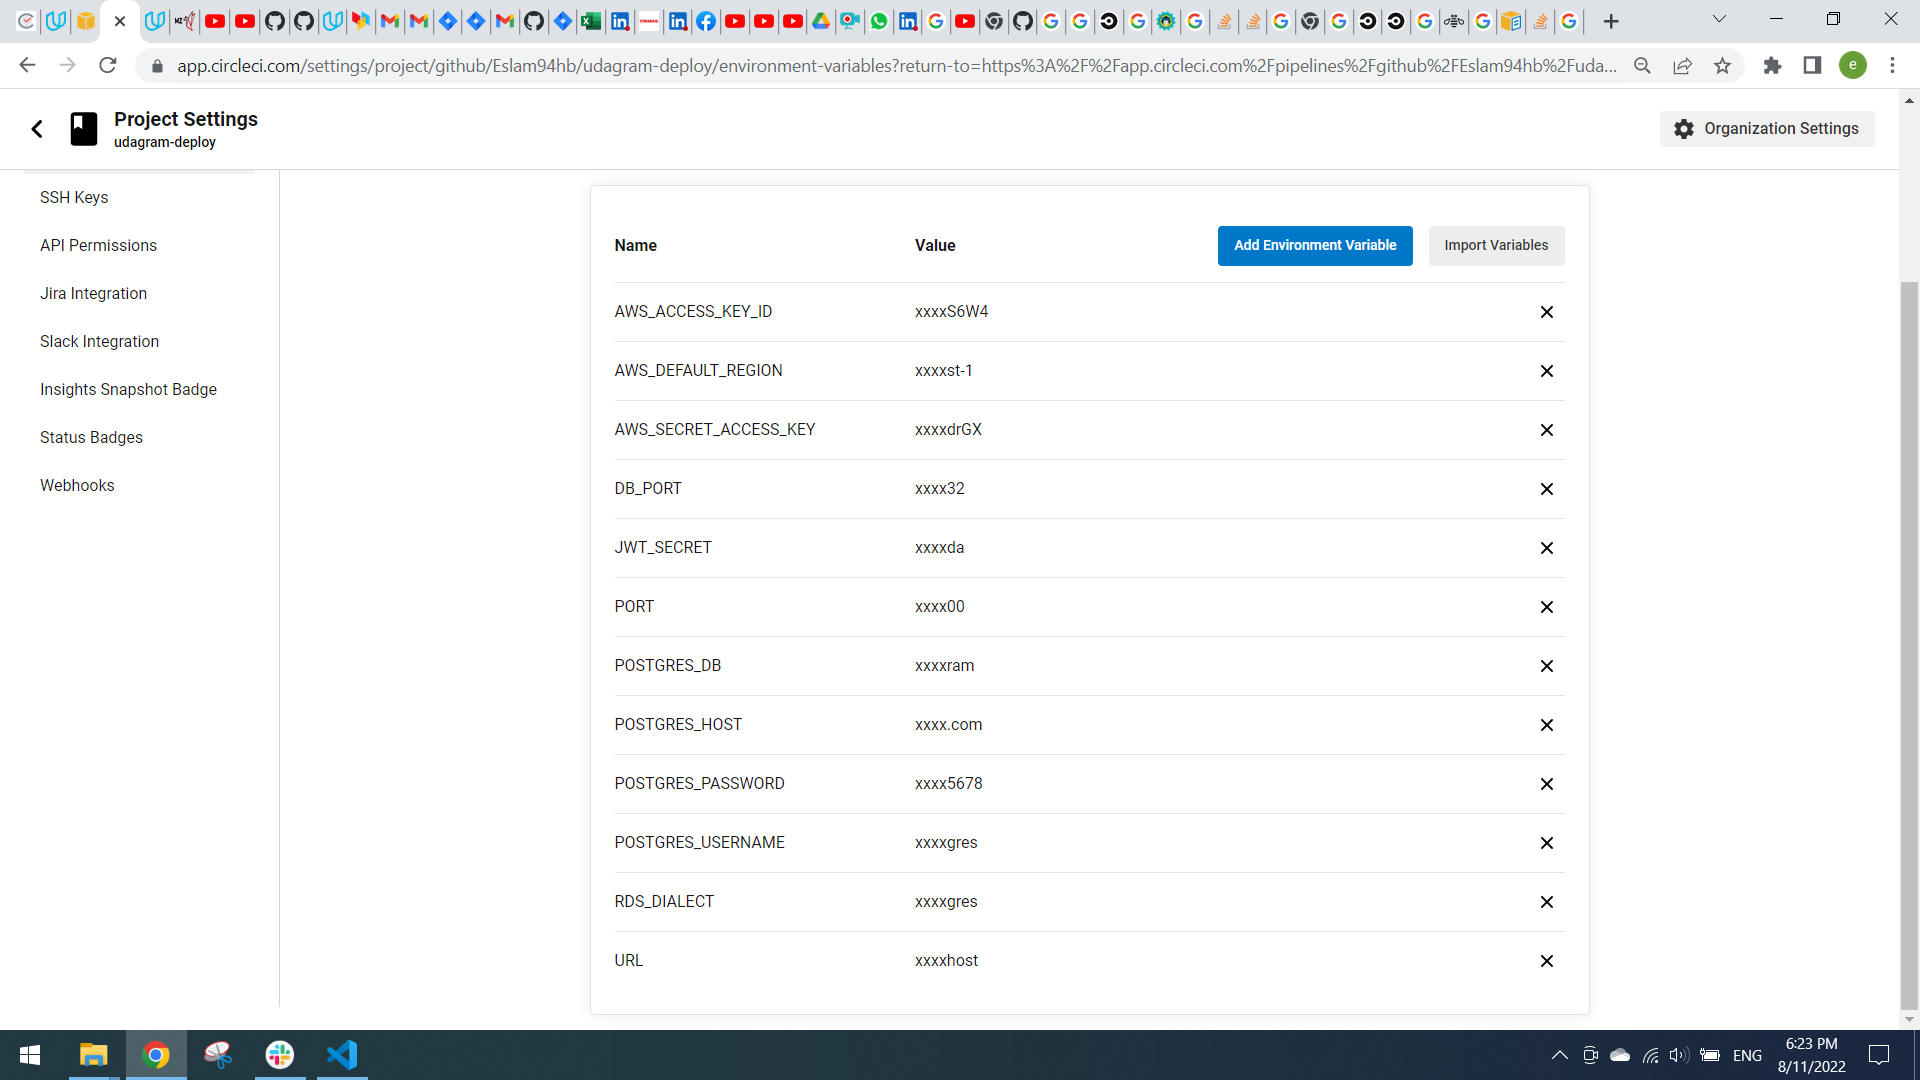 app.circleci.com/settings/project/github/Eslam94hb/udagram-deploy/environment-variables?return-to=https%3A%2F%2Fapp.circleci.com%2Fpipelines%2Fgithub%2FEslam94hb%2Fuda...
e
Project Settings
udagram-deploy
Organization Settings
SSH Keys
API Permissions
Jira Integration
Slack Integration
Insights Snapshot Badge
Status Badges
Webhooks
Name Value Add Environment Variable Import Variables
AWS_ACCESS_KEY_ID xxxxS6W4
AWS_DEFAULT_REGION xxxxst-1
AWS_SECRET_ACCESS_KEY xxxxdrGX
DB_PORT xxxx32
JWT_SECRET xxxxda
PORT xxxx00
POSTGRES_DB xxxxram
POSTGRES_HOST xxxx.com
POSTGRES_PASSWORD xxxx5678
POSTGRES_USERNAME xxxxgres
RDS_DIALECT xxxxgres
URL xxxxhost
ENG
6:23 PM
8/11/2022